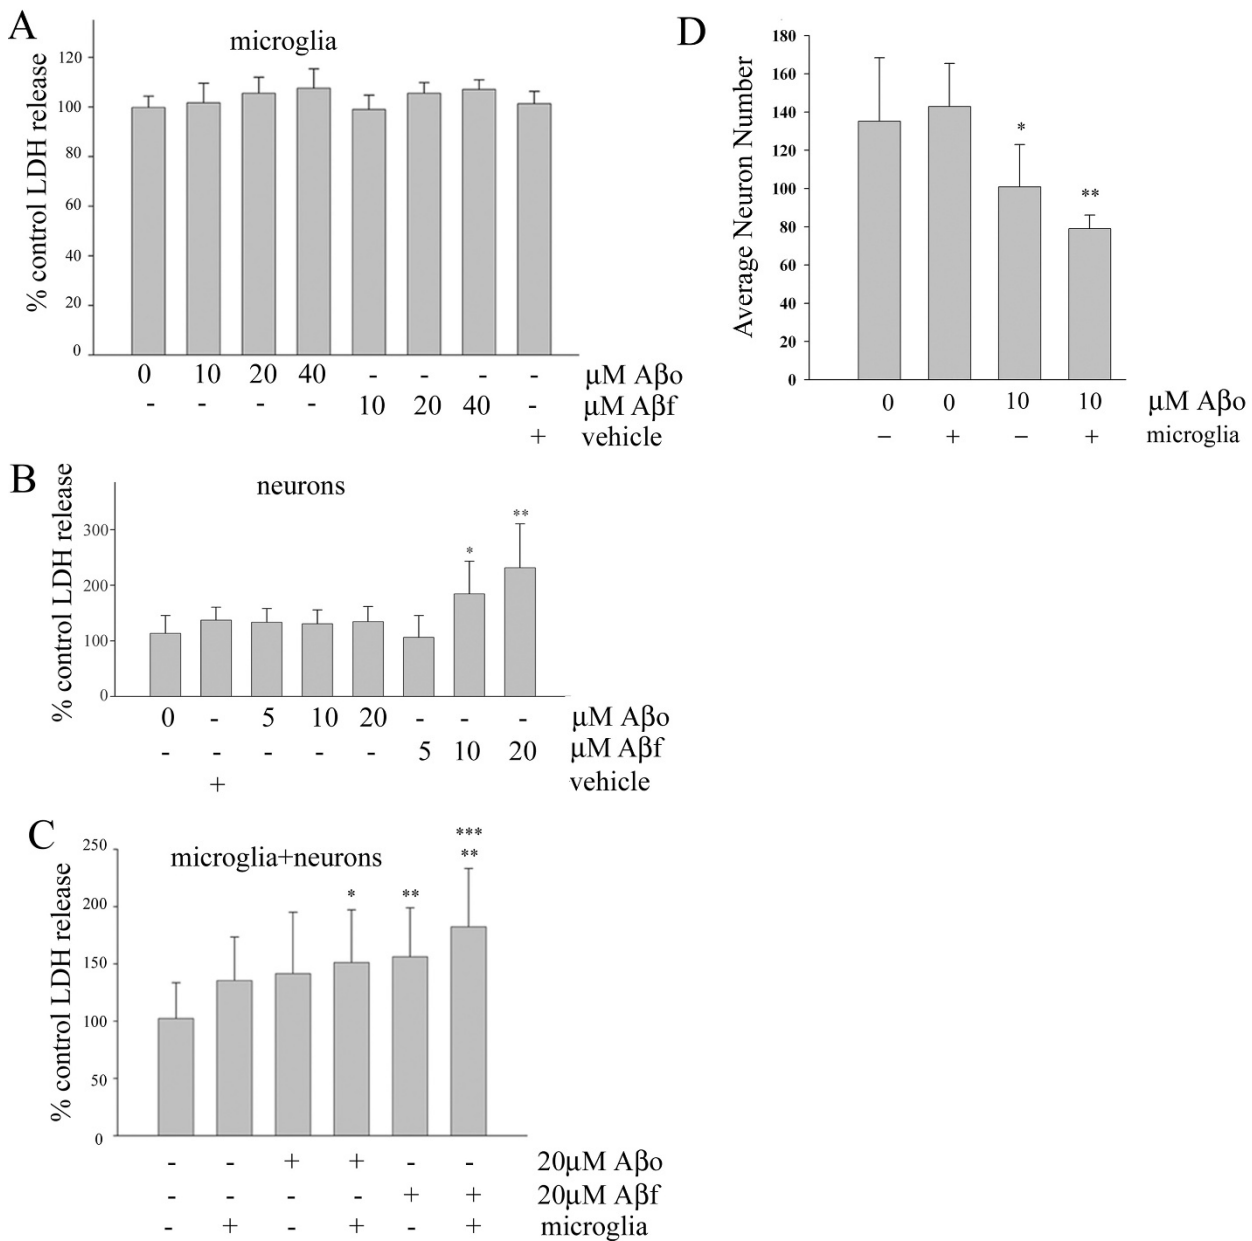 A
microglia
% control LDH release
120
100
80
60
40
20
0
0 10 20 40 - - - - μM Aβo
- - - - 10 20 40 - μM Aβf
+ vehicle
B
neurons
% control LDH release
300
200
100
0
* **
0 - 5 10 20 - - - μM Aβo
- - - - - 5 10 20 μM Aβf
+ vehicle
C
microglia+neurons
% control LDH release
250
200
150
100
50
0
***
* ** **
- - + + - - 20μM Aβo
- - - - + + 20μM Aβf
- + - + - + microglia
D
Average Neuron Number
180
160
140
120
100
80
60
40
20
0
* **
0 0 10 10 μM Aβo
– + – + microglia